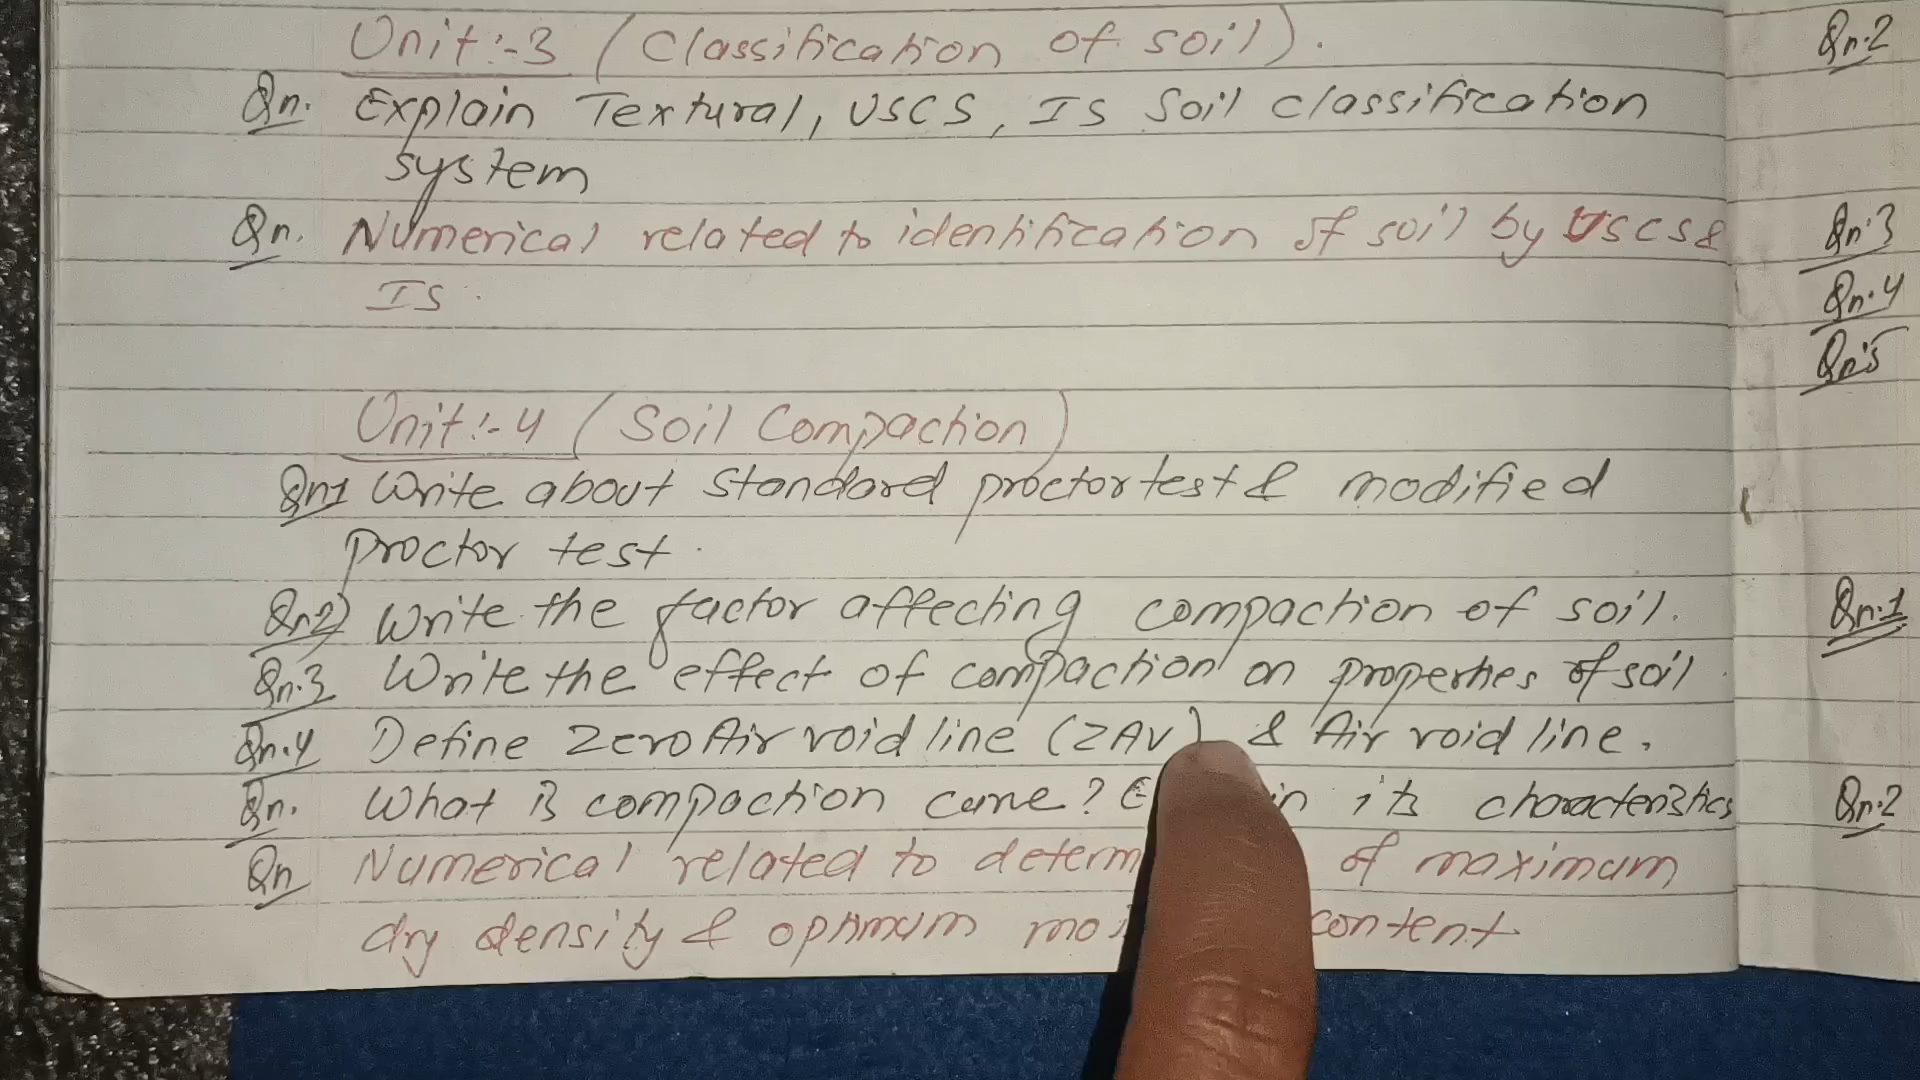 Unit:-3 (Classification of soil).
Qn. Explain Textural, USCS, IS Soil classification
system
Qn. Numerical related to identification of soil by USCS &
IS.
Unit:-4 (Soil Compaction)
Qn1 Write about Standard proctor test & modified
proctor test.
Qn2) Write the factor affecting compaction of soil.
Qn.3 Write the effect of compaction on properties of soil.
Qn.4 Define Zero Air void line (ZAV) & Air void line.
Qn. What is compaction curve? in its characteristics
Qn Numerical related to of maximum
dry density & optimum content
Qn.2
Qn.3
Qn.4
Qn.5
Qn.1
Qn.2